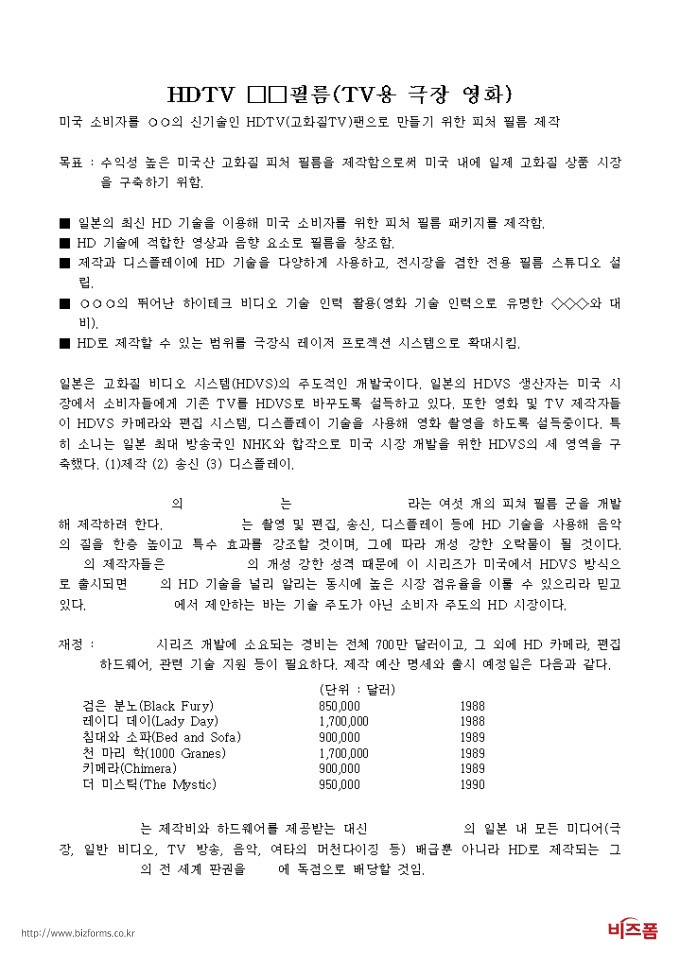 HDTV □□필름(TV용 극장 영화)
미국 소비자를 ○○의 신기술인 HDTV(고화질TV)팬으로 만들기 위한 피처 필름 제작
목표 : 수익성 높은 미국산 고화질 피처 필름을 제작함으로써 미국 내에 일제 고화질 상품 시장
을 구축하기 위함.
■ 일본의 최신 HD 기술을 이용해 미국 소비자를 위한 피처 필름 패키지를 제작함.
■ HD 기술에 적합한 영상과 음향 요소로 필름을 창조함.
■ 제작과 디스플레이에 HD 기술을 다양하게 사용하고, 전시장을 겸한 전용 필름 스튜디오 설
립.
■ ○○○의 뛰어난 하이테크 비디오 기술 인력 활용(영화 기술 인력으로 유명한 ◇◇◇와 대
비).
■ HD로 제작할 수 있는 범위를 극장식 레이저 프로젝션 시스템으로 확대시킴.
일본은 고화질 비디오 시스템(HDVS)의 주도적인 개발국이다. 일본의 HDVS 생산자는 미국 시
장에서 소비자들에게 기존 TV를 HDVS로 바꾸도록 설득하고 있다. 또한 영화 및 TV 제작자들
이 HDVS 카메라와 편집 시스템, 디스플레이 기술을 사용해 영화 촬영을 하도록 설득중이다. 특
히 소니는 일본 최대 방송국인 NHK와 합작으로 미국 시장 개발을 위한 HDVS의 세 영역을 구
축했다. (1)제작 (2) 송신 (3) 디스플레이.
의 는 라는 여섯 개의 피쳐 필름 군을 개발
해 제작하려 한다. 는 촬영 및 편집, 송신, 디스플레이 등에 HD 기술을 사용해 음악
의 질을 한층 높이고 특수 효과를 강조할 것이며, 그에 따라 개성 강한 오락물이 될 것이다.
의 제작자들은 의 개성 강한 성격 때문에 이 시리즈가 미국에서 HDVS 방식으
로 출시되면 의 HD 기술을 널리 알리는 동시에 높은 시장 점유율을 이룰 수 있으리라 믿고
있다. 에서 제안하는 바는 기술 주도가 아닌 소비자 주도의 HD 시장이다.
재정 : 시리즈 개발에 소요되는 경비는 전체 700만 달러이고, 그 외에 HD 카메라, 편집
하드웨어, 관련 기술 지원 등이 필요하다. 제작 예산 명세와 출시 예정일은 다음과 같다.
(단위 : 달러)
검은 분노(Black Fury) 850,000 1988
레이디 데이(Lady Day) 1,700,000 1988
침대와 소파(Bed and Sofa) 900,000 1989
천 마리 학(1000 Granes) 1,700,000 1989
키메라(Chimera) 900,000 1989
더 미스틱(The Mystic) 950,000 1990
는 제작비와 하드웨어를 제공받는 대신 의 일본 내 모든 미디어(극
장, 일반 비디오, TV 방송, 음악, 여타의 머천다이징 등) 배급뿐 아니라 HD로 제작되는 그
의 전 세계 판권을 에 독점으로 배당할 것임.
http://www.bizforms.co.kr
비즈폼